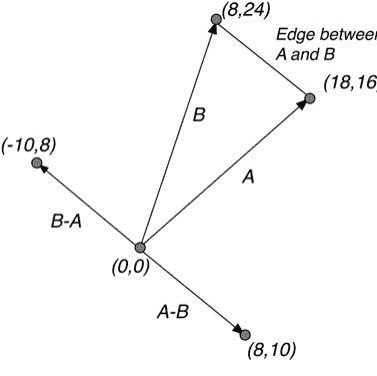 (8,24)
Edge between
A and B
(18,16)
B
(-10,8)
A
B-A
(0,0)
A-B
(8,10)